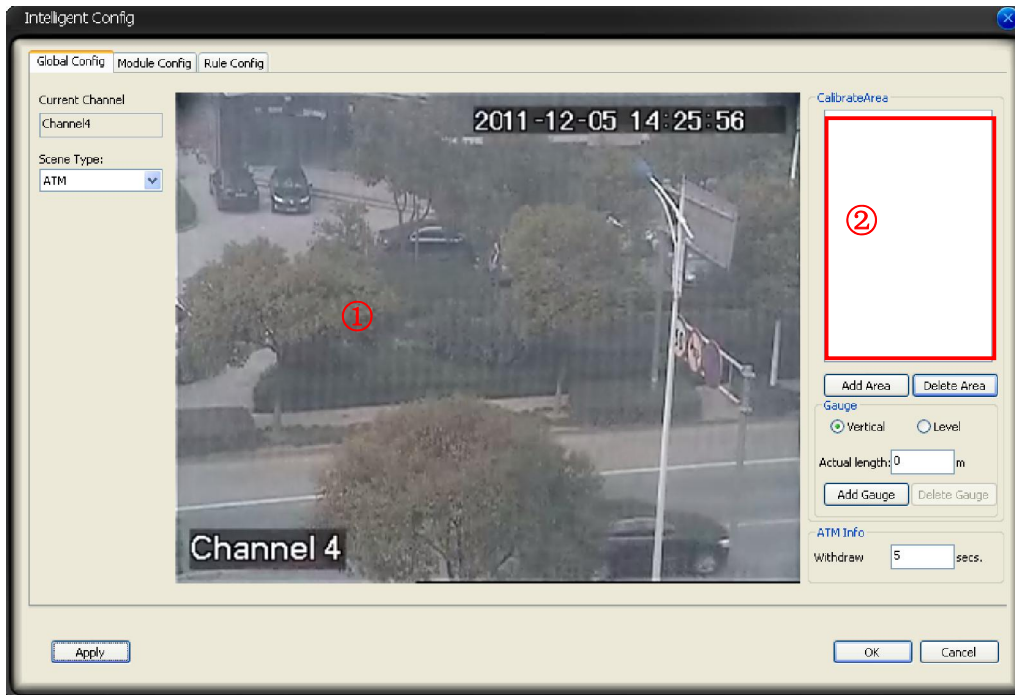 Intelligent Config
Global Config Module Config Rule Config
Current Channel
Channel4
Scene Type:
ATM
2011-12-05 14:25:56
①
Channel 4
CalibrateArea
②
Add Area Delete Area
Gauge
Vertical Level
Actual length: 0 m
Add Gauge Delete Gauge
ATM Info
Withdraw 5 secs.
Apply OK Cancel